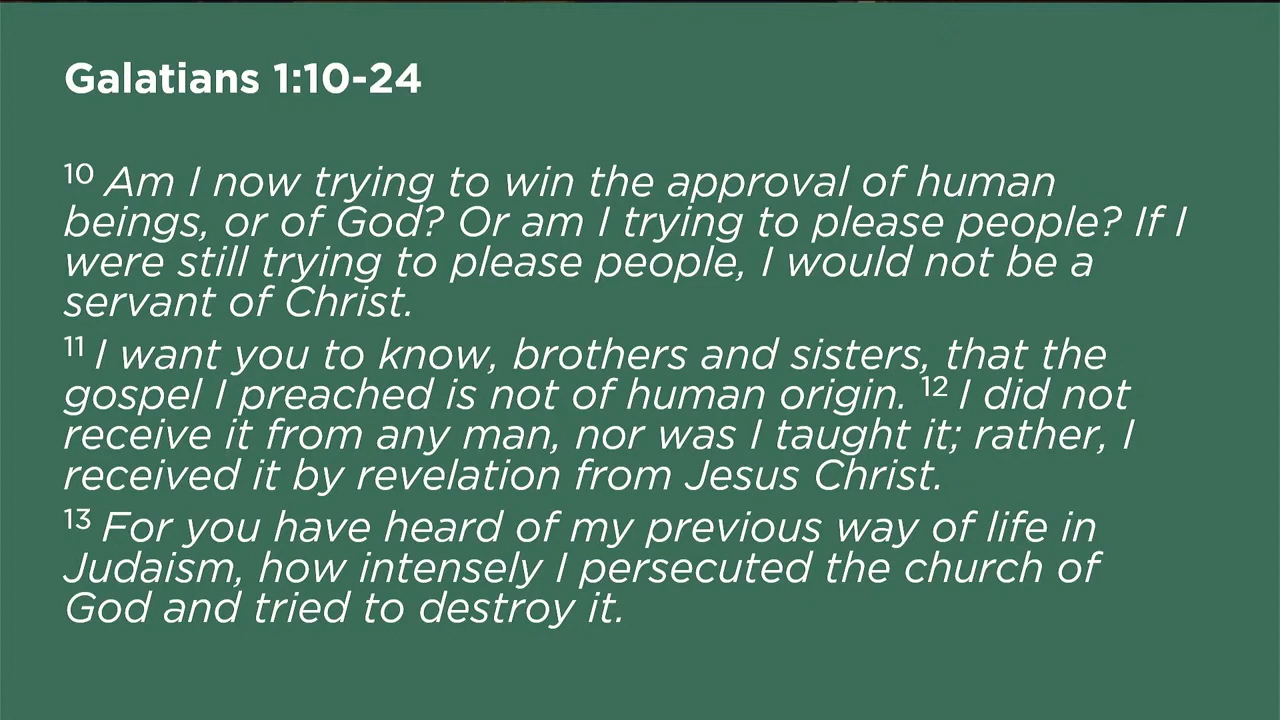 Galatians 1:10-24
10 Am I now trying to win the approval of human
beings, or of God? Or am I trying to please people? If I
were still trying to please people, I would not be a
servant of Christ.
11 I want you to know, brothers and sisters, that the
gospel I preached is not of human origin. 12 I did not
receive it from any man, nor was I taught it; rather, I
received it by revelation from Jesus Christ.
13 For you have heard of my previous way of life in
Judaism, how intensely I persecuted the church of
God and tried to destroy it.